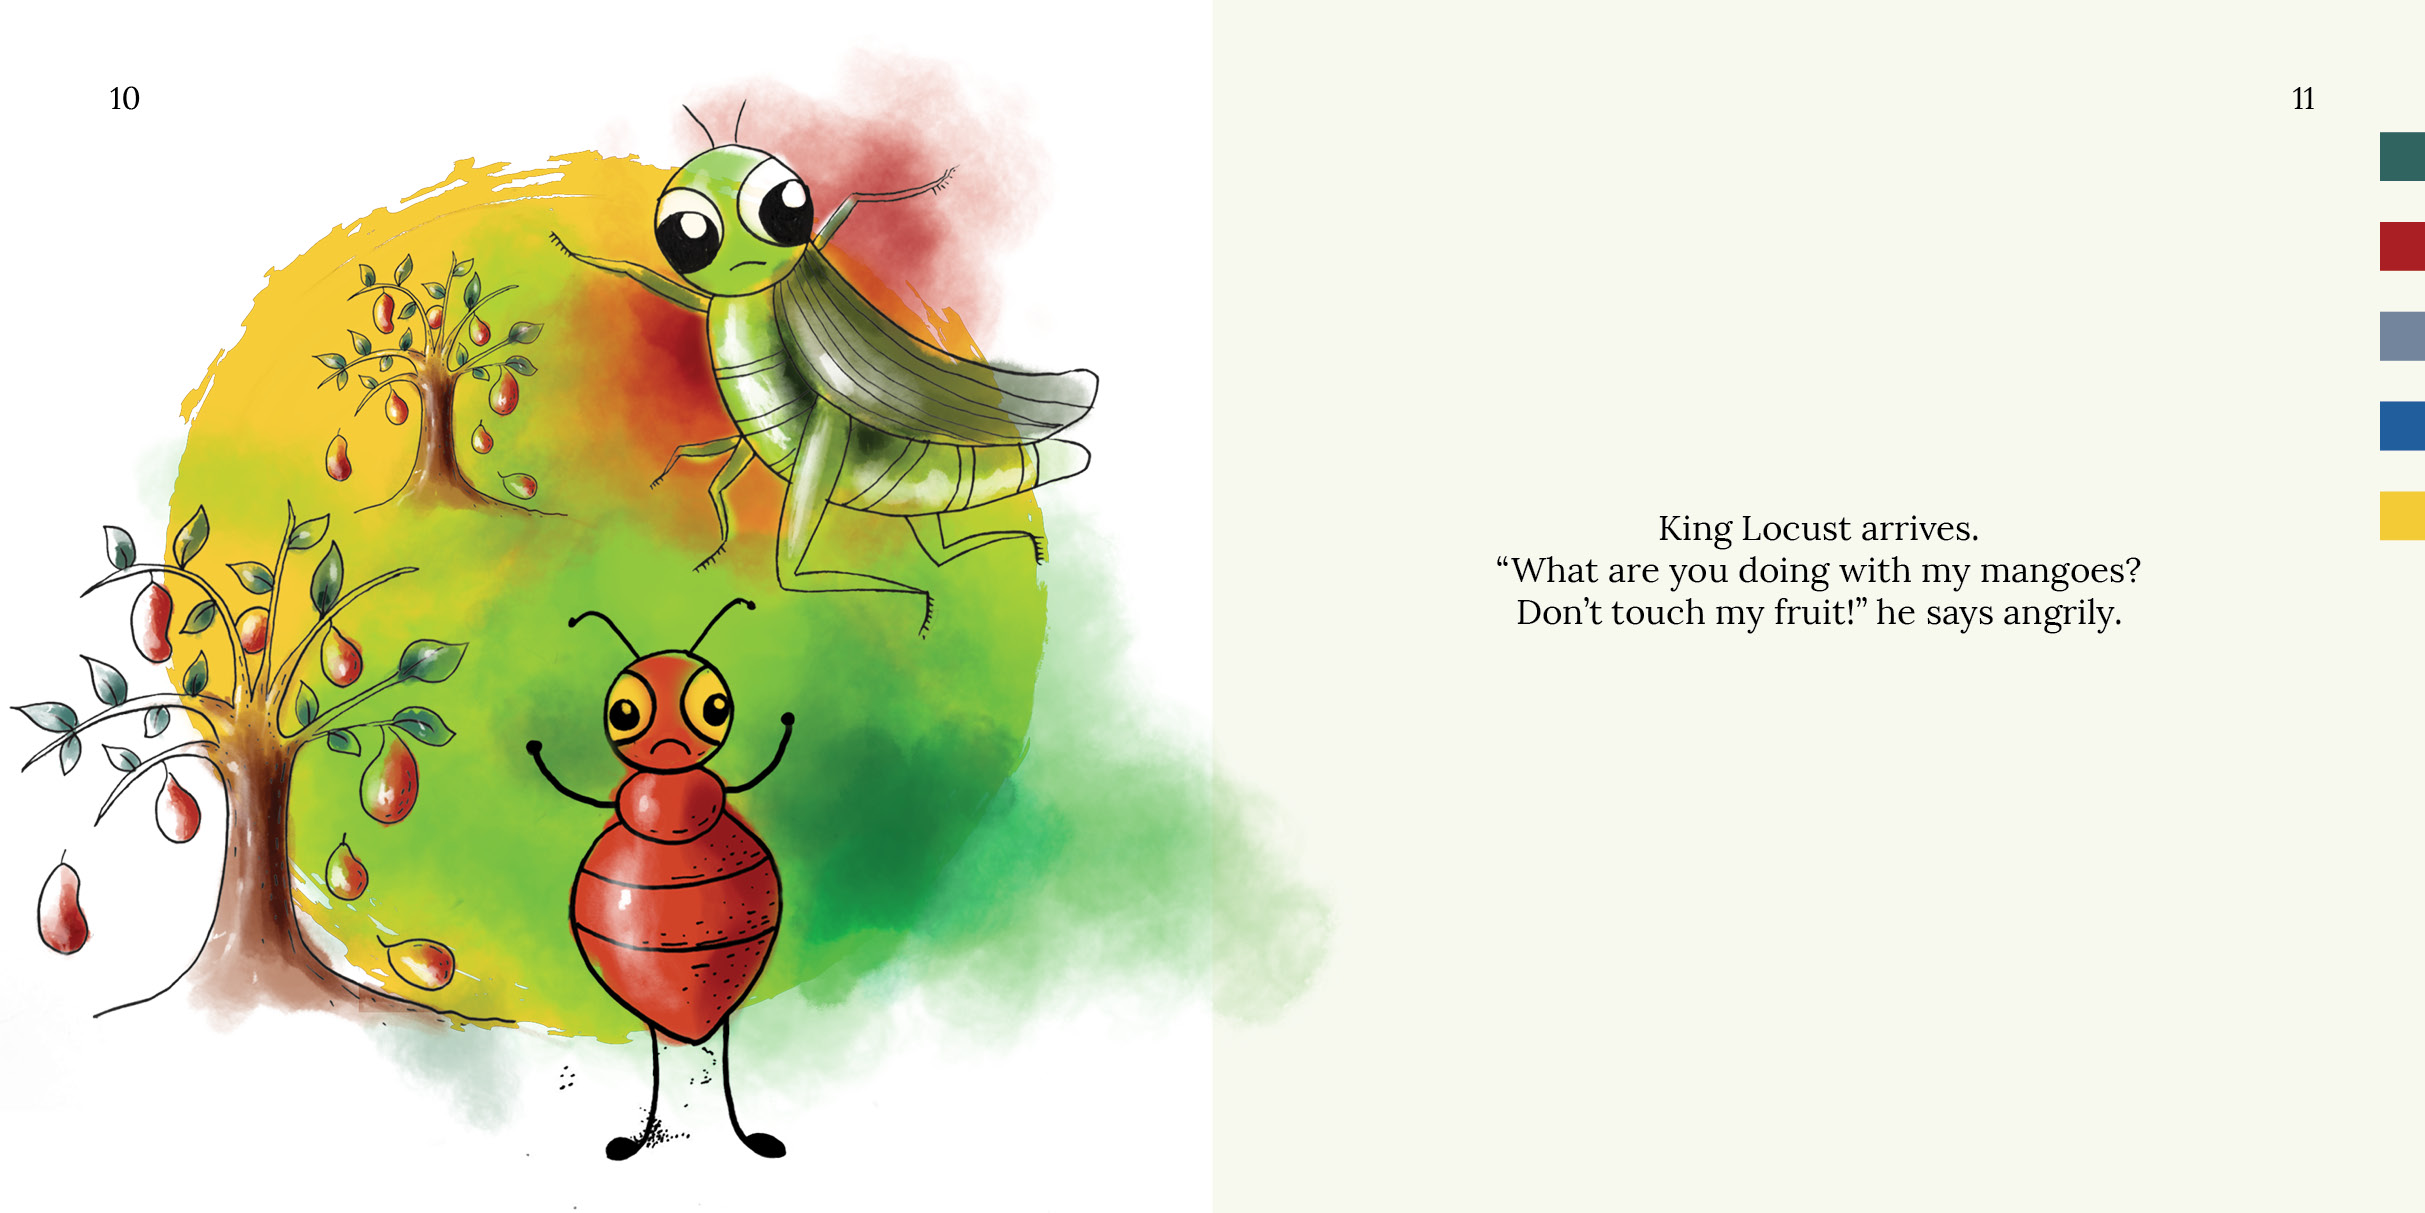 10
11
King Locust arrives.
“What are you doing with my mangoes?
Don’t touch my fruit!” he says angrily.